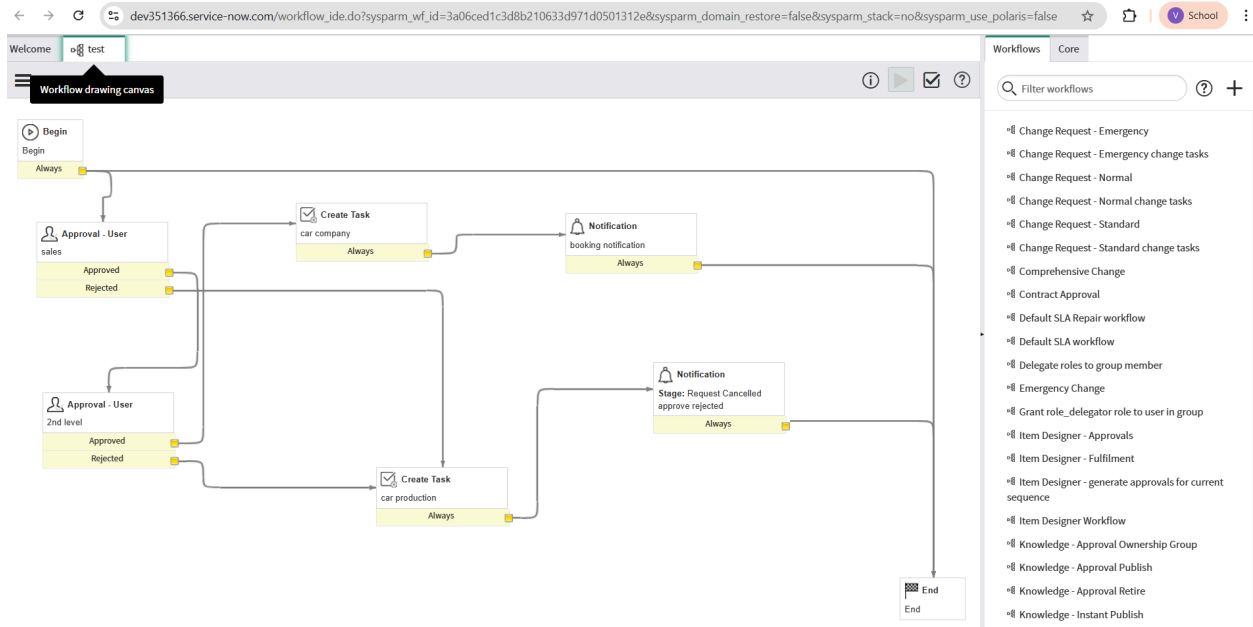 dev351366.service-now.com/workflow_ide.do?sysparm_wf_id=3a06ced1c3d8b210633d971d0501312e&sysparm_domain_restore=false&sysparm_stack=no&sysparm_use_polaris=false
V School
Welcome
test
Workflow drawing canvas
Begin
Begin
Always
Approval - User
sales
Approved
Rejected
Create Task
car company
Always
Notification
booking notification
Always
Approval - User
2nd level
Approved
Rejected
Create Task
car production
Always
Notification
Stage: Request Cancelled
approve rejected
Always
End
End
Workflows
Core
Filter workflows
Change Request - Emergency
Change Request - Emergency change tasks
Change Request - Normal
Change Request - Normal change tasks
Change Request - Standard
Change Request - Standard change tasks
Comprehensive Change
Contract Approval
Default SLA Repair workflow
Default SLA workflow
Delegate roles to group member
Emergency Change
Grant role_delegator role to user in group
Item Designer - Approvals
Item Designer - Fulfilment
Item Designer - generate approvals for current
sequence
Item Designer Workflow
Knowledge - Approval Ownership Group
Knowledge - Approval Publish
Knowledge - Approval Retire
Knowledge - Instant Publish